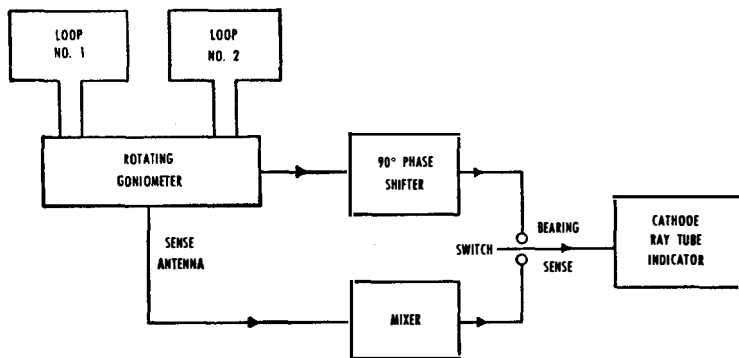 LOOP
NO. 1
LOOP
NO. 2
ROTATING
GONIOMETER
90° PHASE
SHIFTER
SENSE
ANTENNA
SWITCH
BEARING
SENSE
CATHODE
RAY TUBE
INDICATOR
MIXER